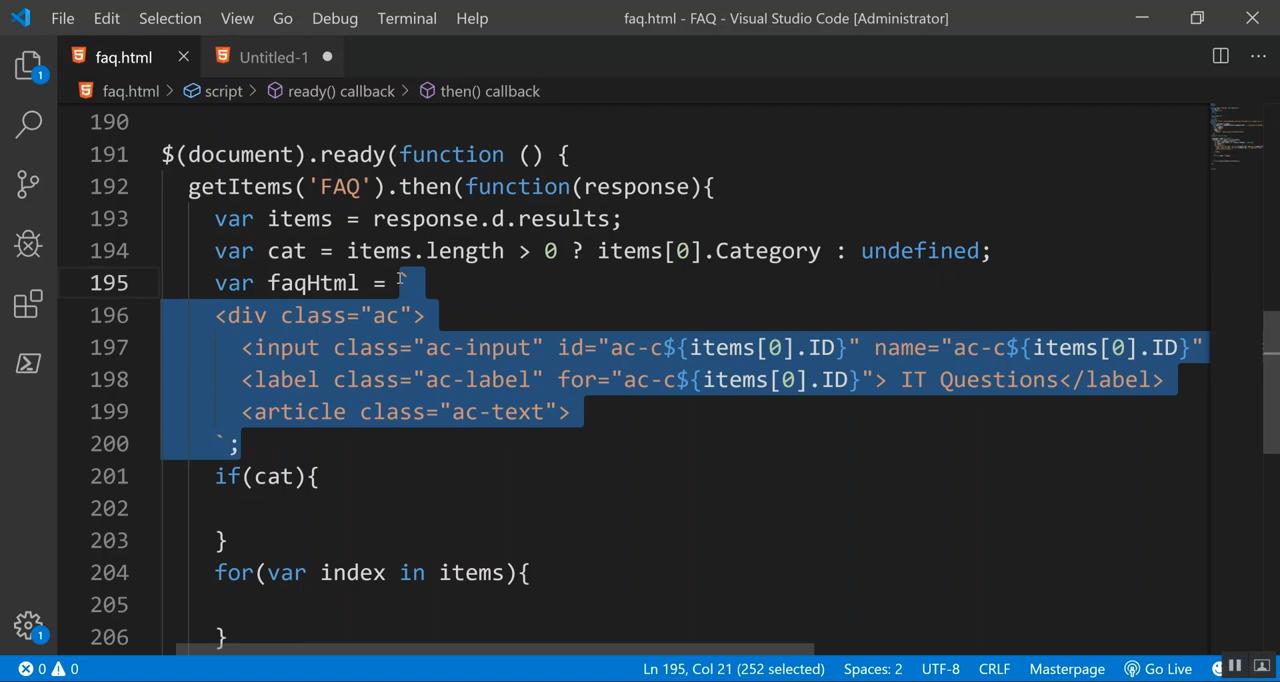 File Edit Selection View Go Debug Terminal Help faq.html - FAQ - Visual Studio Code [Administrator]
faq.html Untitled-1
1
faq.html > script > ready() callback > then() callback
190
191 $(document).ready(function () {
192 getItems('FAQ').then(function(response){
193 var items = response.d.results;
194 var cat = items.length > 0 ? items[0].Category : undefined;
195 var faqHtml = `
196 <div class="ac">
197 <input class="ac-input" id="ac-c${items[0].ID}" name="ac-c${items[0].ID}"
198 <label class="ac-label" for="ac-c${items[0].ID}"> IT Questions</label>
199 <article class="ac-text">
200 `;
201 if(cat){
202
203 }
204 for(var index in items){
205
206 }
1
0 0 Ln 195, Col 21 (252 selected) Spaces: 2 UTF-8 CRLF Masterpage Go Live